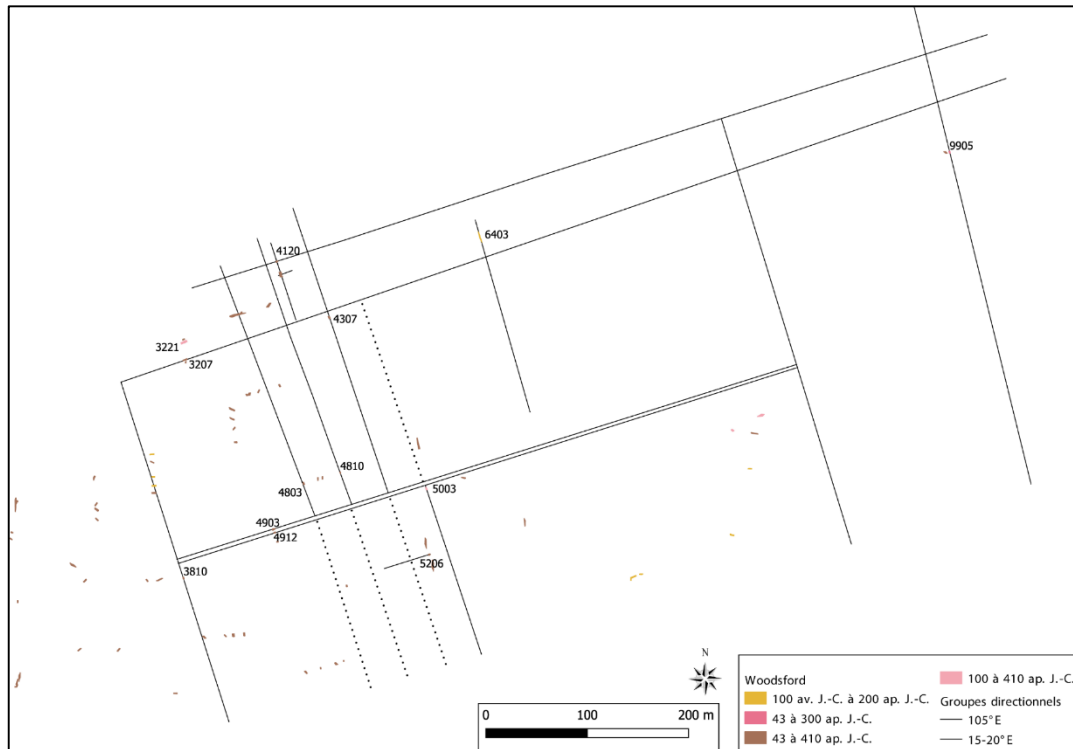 9905
6403
4120
4307
3221
3207
4810
4803
5003
4903
4912
5206
3810
N
0 100 200 m
Woodsford
100 av. J.-C. à 200 ap. J.-C.
43 à 300 ap. J.-C.
43 à 410 ap. J.-C.
100 à 410 ap. J.-C.
Groupes directionnels
105°E
15-20°E